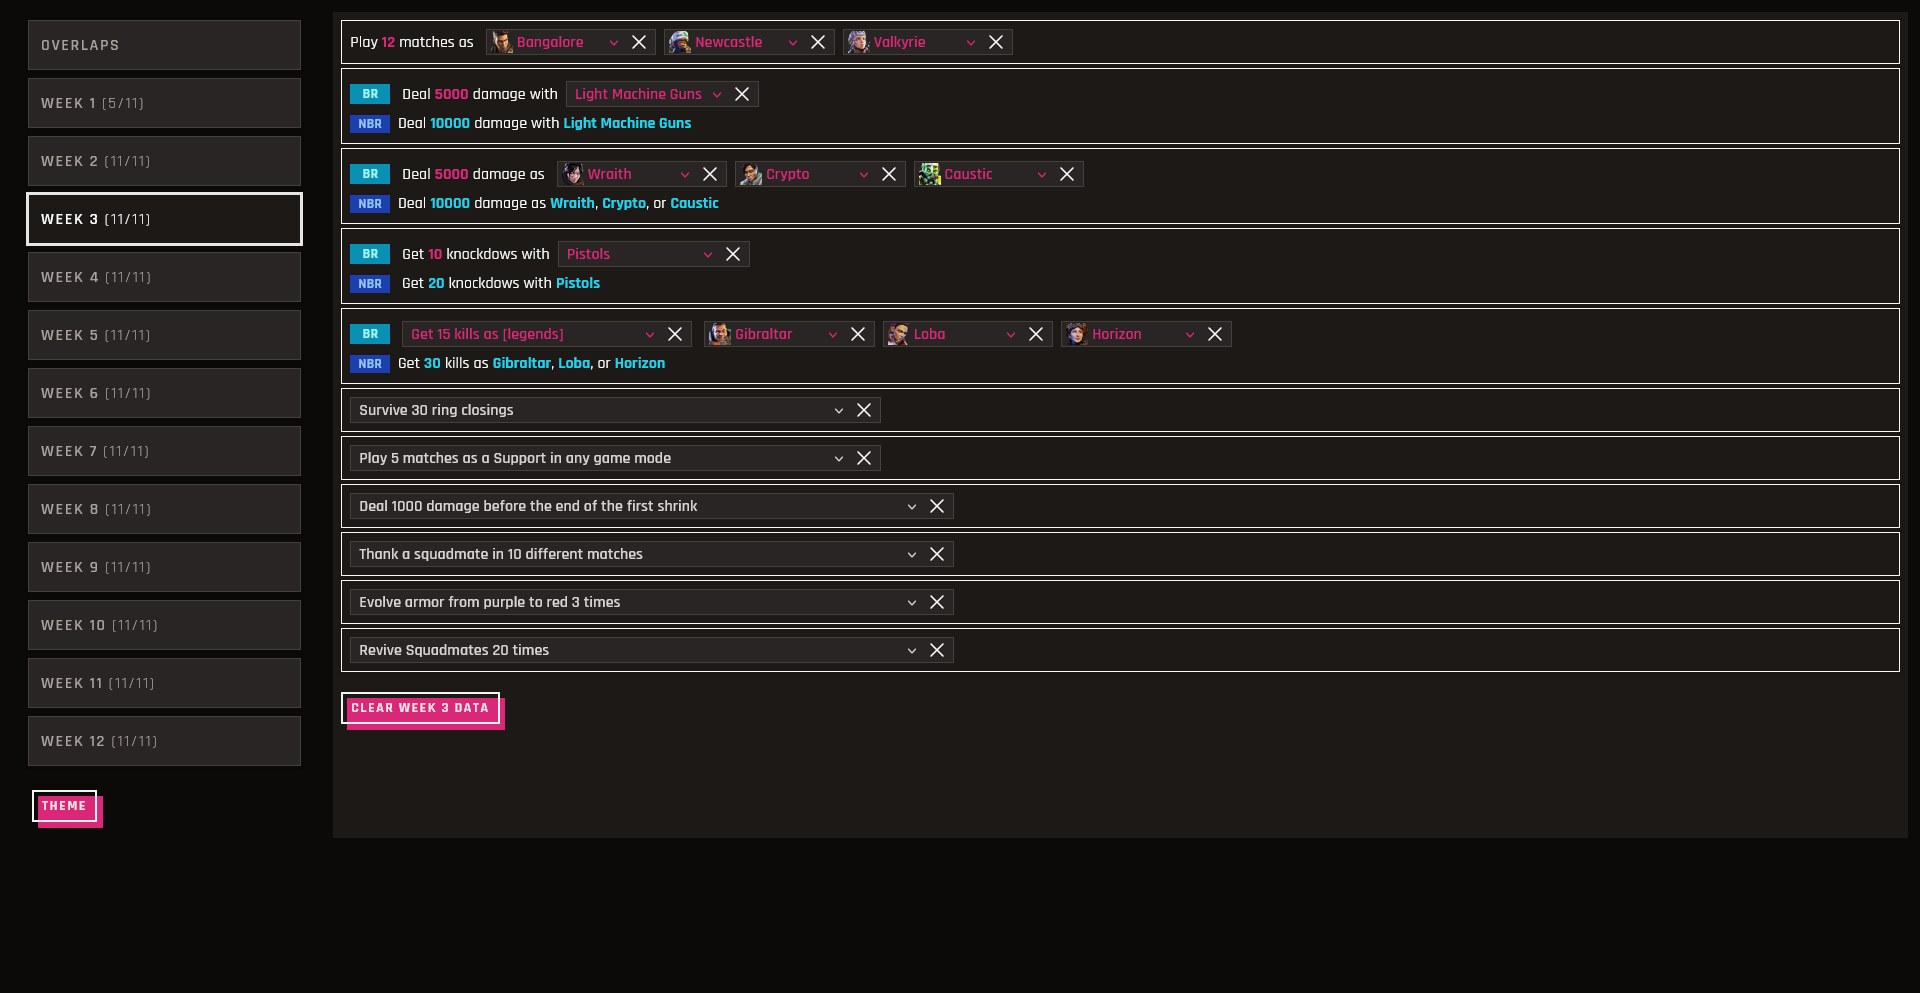 OVERLAPS
WEEK 1 (5/11)
WEEK 2 (11/11)
WEEK 3 (11/11)
WEEK 4 (11/11)
WEEK 5 (11/11)
WEEK 6 (11/11)
WEEK 7 (11/11)
WEEK 8 (11/11)
WEEK 9 (11/11)
WEEK 10 (11/11)
WEEK 11 (11/11)
WEEK 12 (11/11)
THEME
Play 12 matches as Bangalore Newcastle Valkyrie
BR Deal 5000 damage with Light Machine Guns
NBR Deal 10000 damage with Light Machine Guns
BR Deal 5000 damage as Wraith Crypto Caustic
NBR Deal 10000 damage as Wraith, Crypto, or Caustic
BR Get 10 knockdowns with Pistols
NBR Get 20 knockdowns with Pistols
BR Get 15 kills as [legends] Gibraltar Loba Horizon
NBR Get 30 kills as Gibraltar, Loba, or Horizon
Survive 30 ring closings
Play 5 matches as a Support in any game mode
Deal 1000 damage before the end of the first shrink
Thank a squadmate in 10 different matches
Evolve armor from purple to red 3 times
Revive Squadmates 20 times
CLEAR WEEK 3 DATA